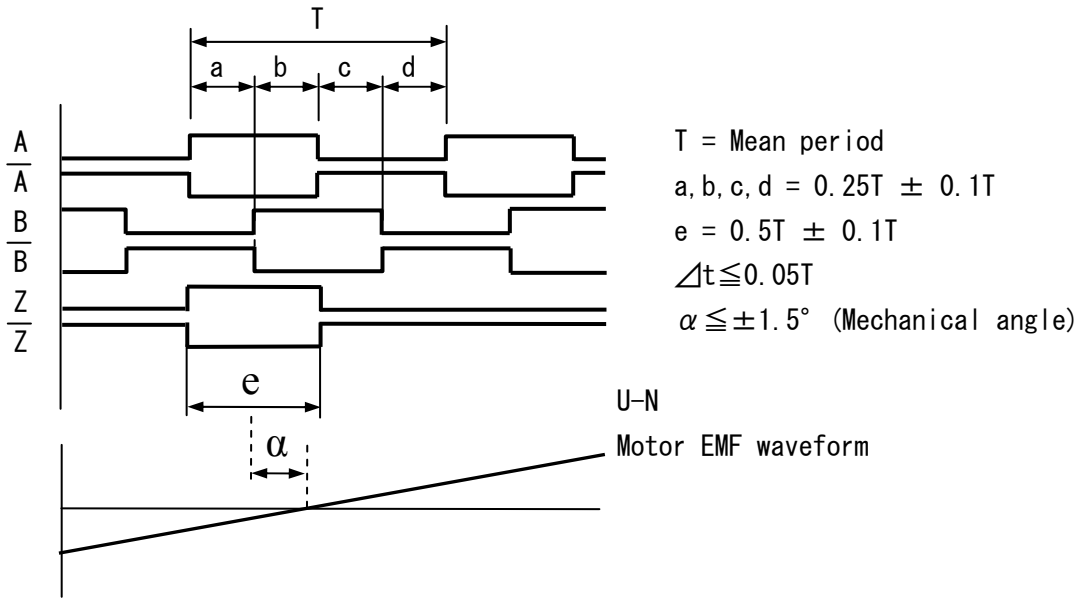 T
a b c d
A
A
B
B
Z
Z
e
α
T = Mean period
a,b,c,d = 0.25T ± 0.1T
e = 0.5T ± 0.1T
⊿t≦0.05T
α≦±1.5° (Mechanical angle)
U-N
Motor EMF waveform